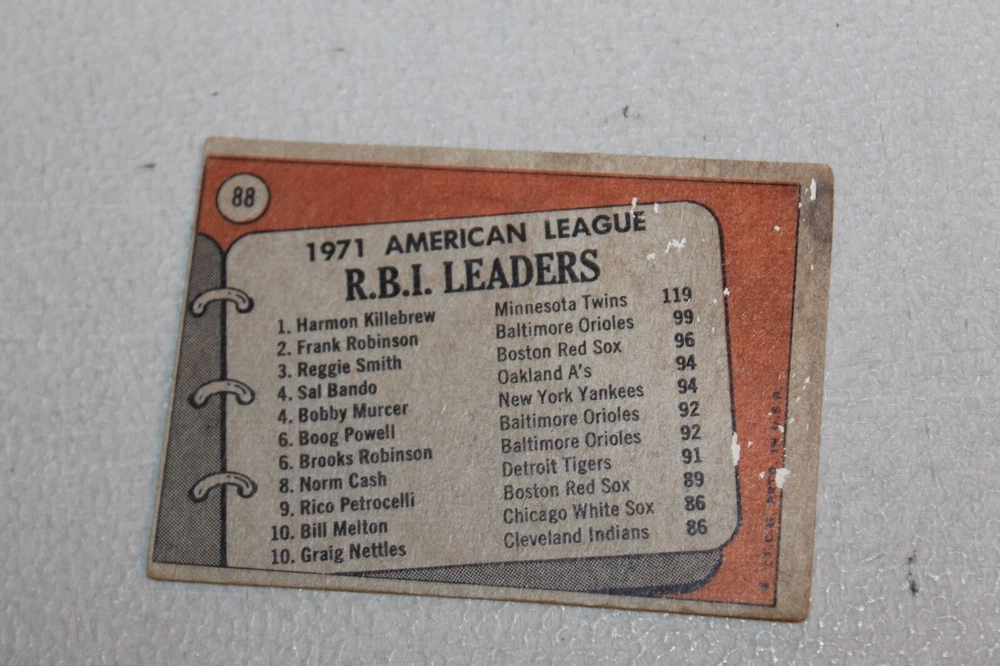 88
1971 AMERICAN LEAGUE
R.B.I. LEADERS
1. Harmon Killebrew Minnesota Twins 119
2. Frank Robinson Baltimore Orioles 99
3. Reggie Smith Boston Red Sox 96
4. Sal Bando Oakland A's 94
4. Bobby Murcer New York Yankees 94
6. Boog Powell Baltimore Orioles 92
6. Brooks Robinson Baltimore Orioles 92
8. Norm Cash Detroit Tigers 91
9. Rico Petrocelli Boston Red Sox 89
10. Bill Melton Chicago White Sox 86
10. Graig Nettles Cleveland Indians 86
T.C.G. IN U.S.A.